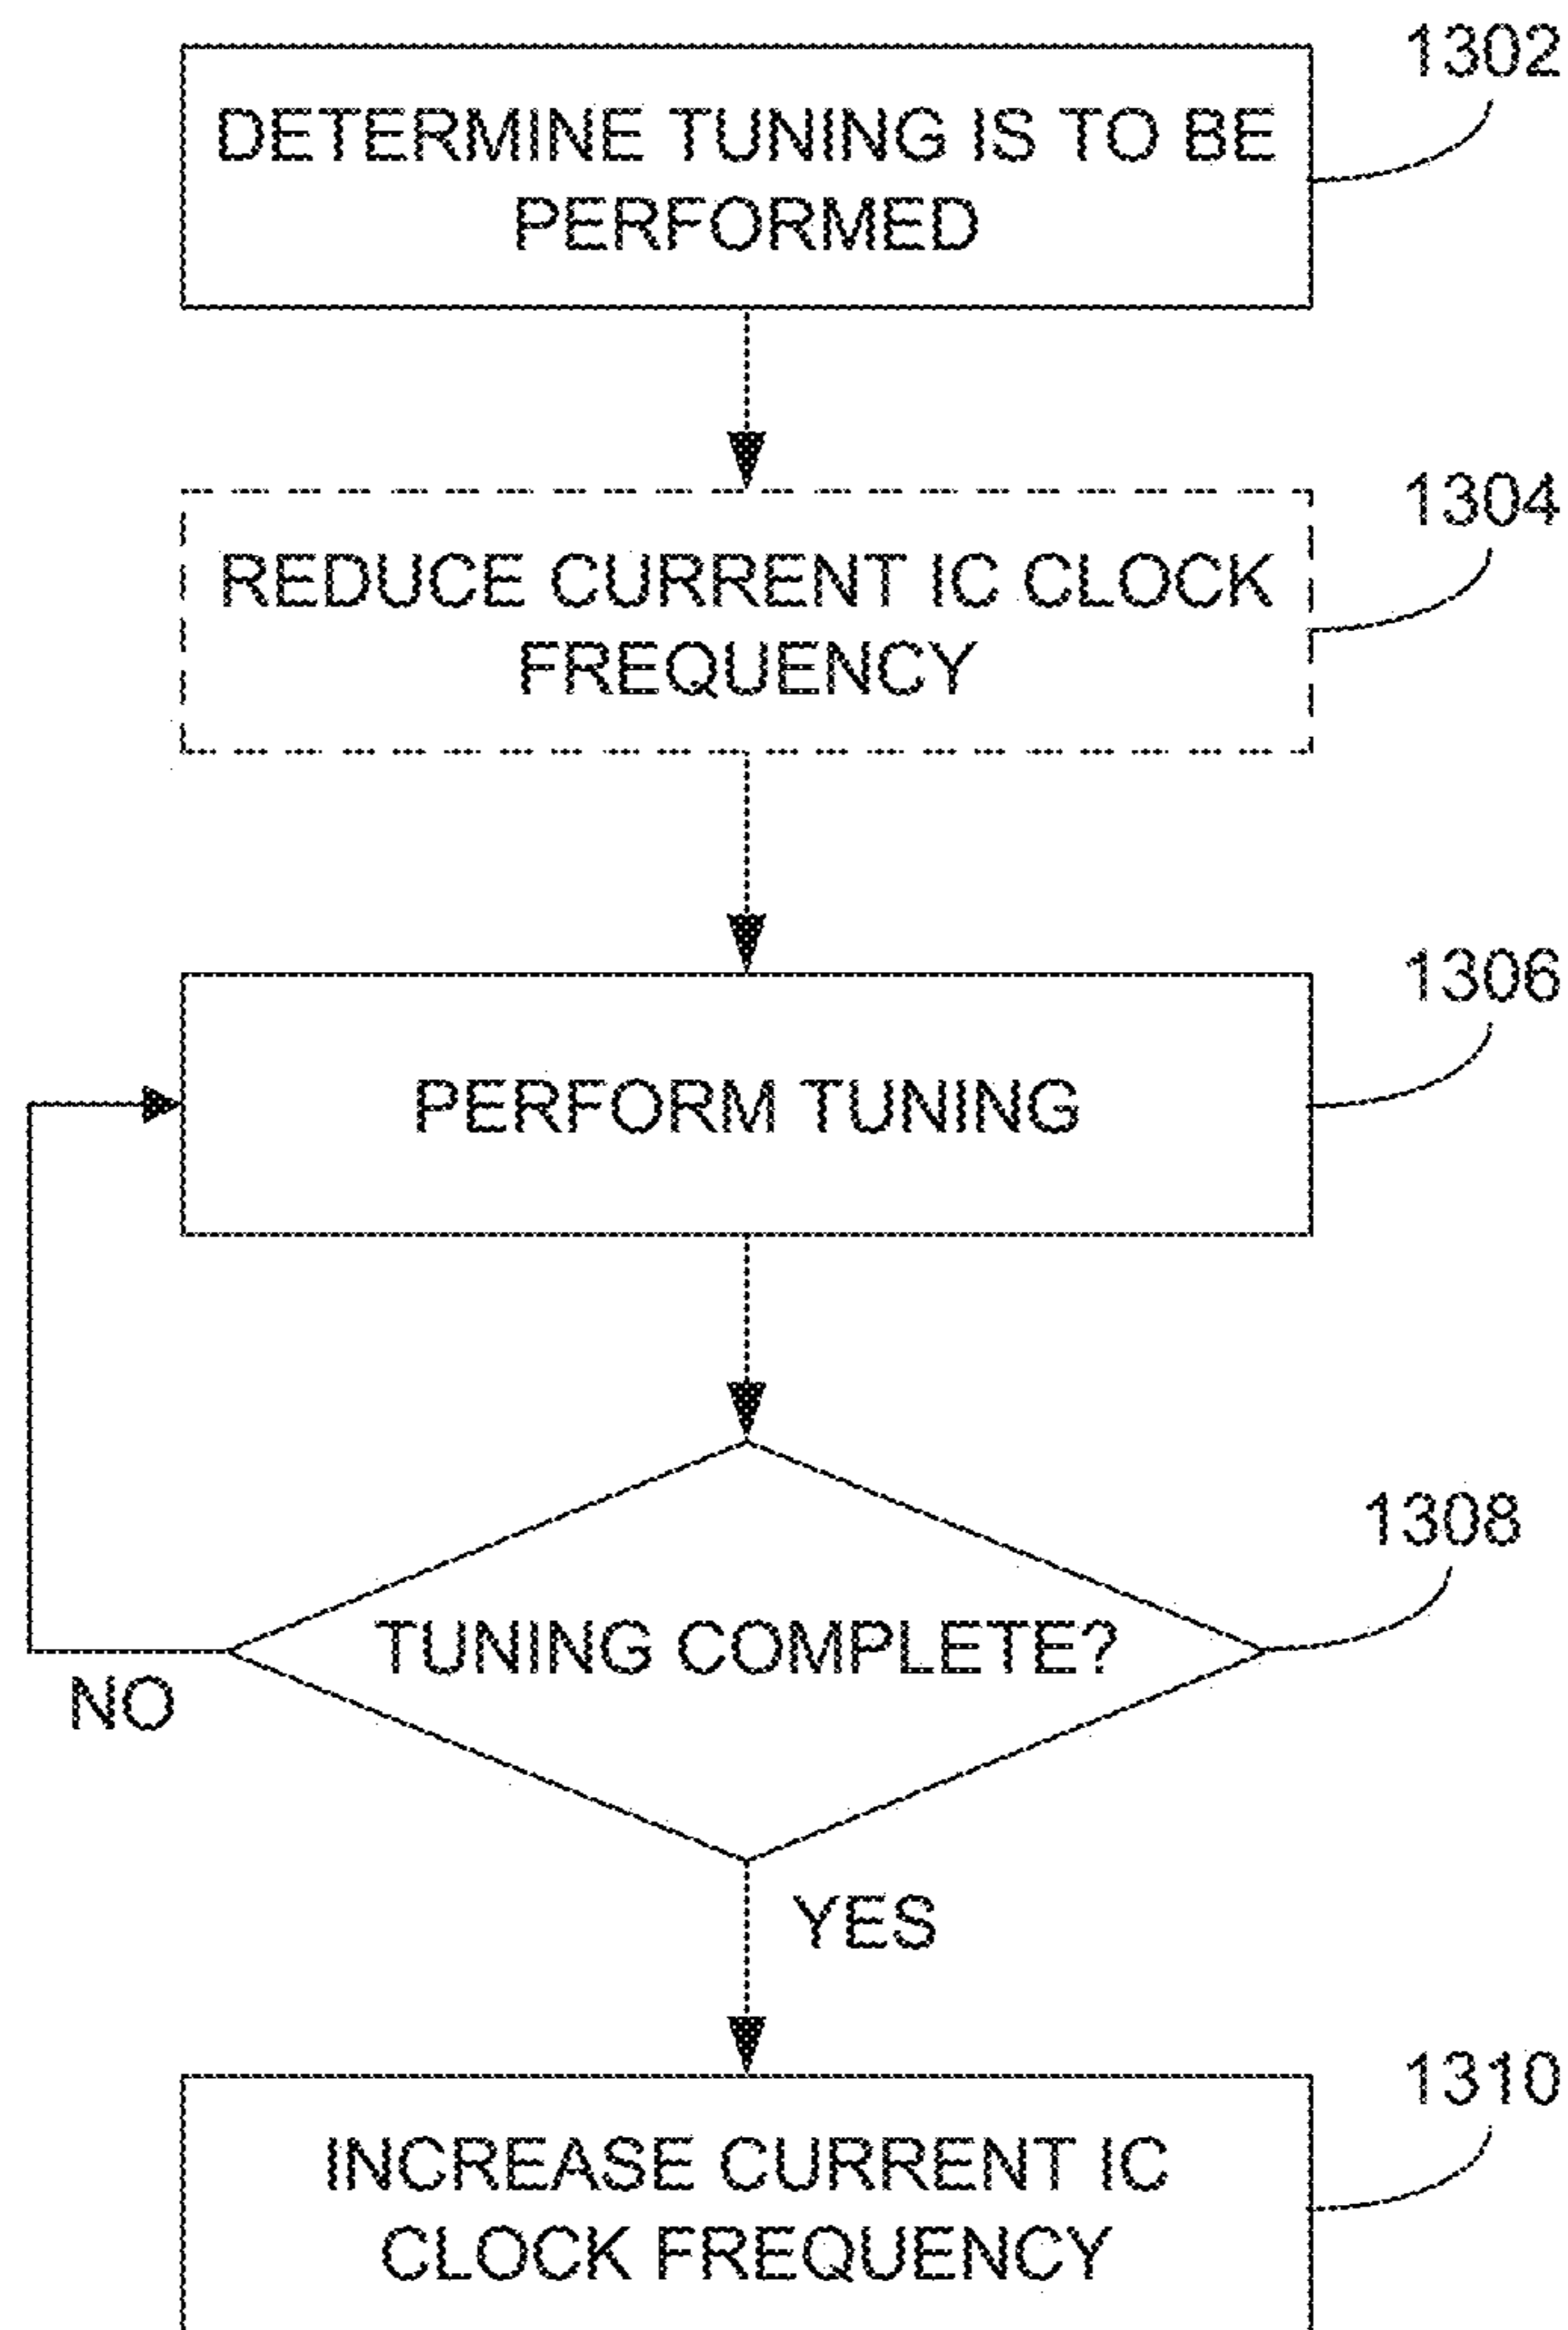 1302
DETERMINE TUNING IS TO BE
PERFORMED
1304
REDUCE CURRENT IC CLOCK
FREQUENCY
1306
PERFORM TUNING
1308
TUNING COMPLETE?
NO
YES
1310
INCREASE CURRENT IC
CLOCK FREQUENCY